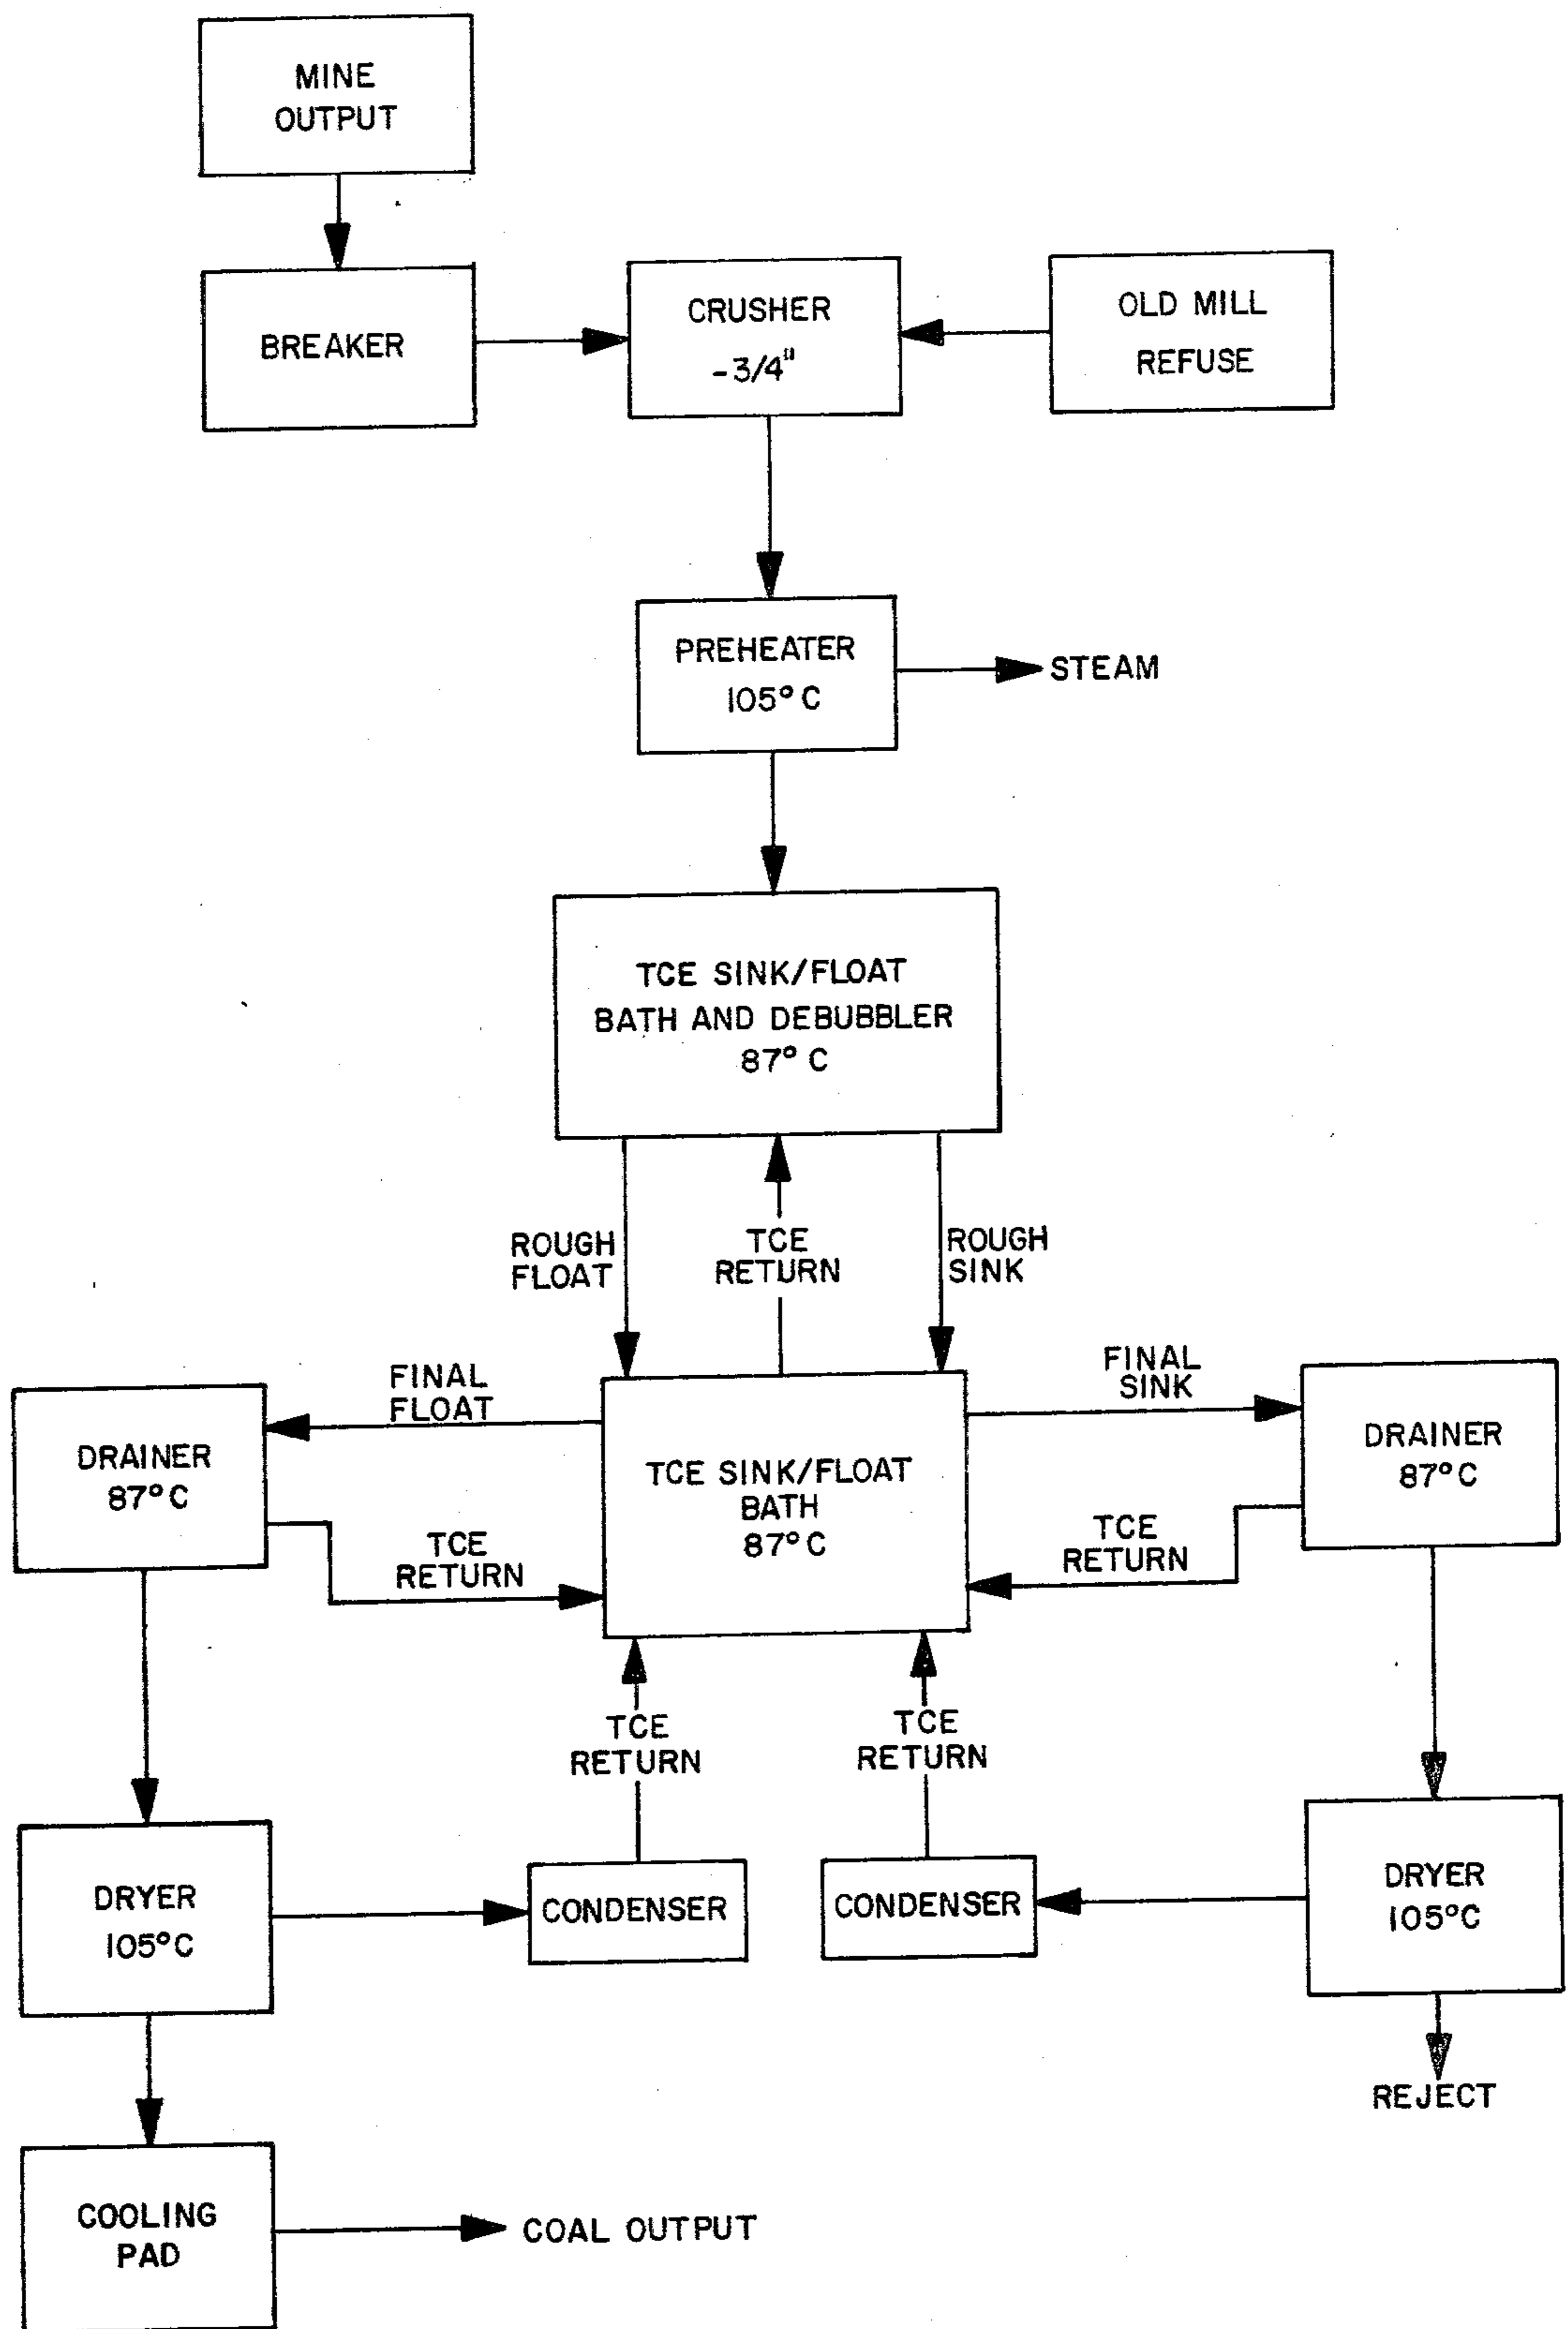 MINE
OUTPUT
BREAKER
CRUSHER
-3/4"
OLD MILL
REFUSE
PREHEATER
105°C
STEAM
TCE SINK/FLOAT
BATH AND DEBUBBLER
87°C
ROUGH
FLOAT
TCE
RETURN
ROUGH
SINK
FINAL
FLOAT
FINAL
SINK
DRAINER
87°C
TCE SINK/FLOAT
BATH
87°C
DRAINER
87°C
TCE
RETURN
TCE
RETURN
TCE
RETURN
TCE
RETURN
DRYER
105°C
CONDENSER
CONDENSER
DRYER
105°C
REJECT
COOLING
PAD
COAL OUTPUT